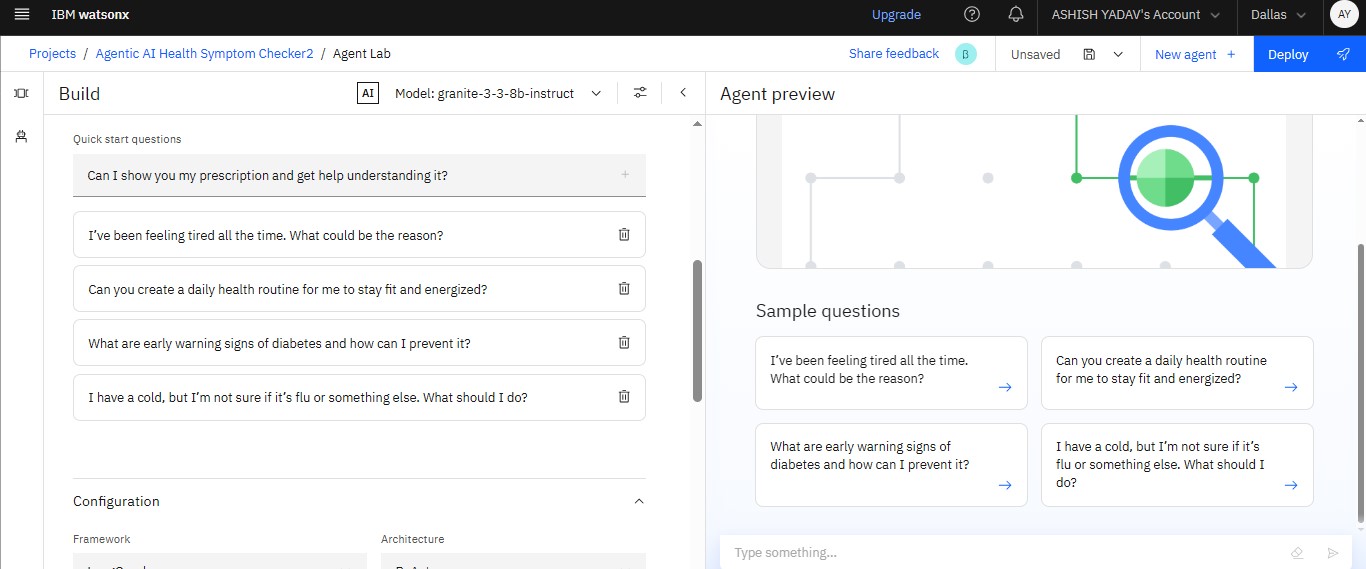 IBM watsonx
Upgrade
ASHISH YADAV's Account
Dallas
AY
Projects / Agentic AI Health Symptom Checker2 / Agent Lab
Share feedback
β
Unsaved
New agent +
Deploy
Build
AI
Model: granite-3-3-8b-instruct
Agent preview
Quick start questions
Can I show you my prescription and get help understanding it?
I’ve been feeling tired all the time. What could be the reason?
Can you create a daily health routine for me to stay fit and energized?
What are early warning signs of diabetes and how can I prevent it?
I have a cold, but I’m not sure if it’s flu or something else. What should I do?
Configuration
Framework
Architecture
Sample questions
I’ve been feeling tired all the time.
What could be the reason?
Can you create a daily health routine
for me to stay fit and energized?
What are early warning signs of
diabetes and how can I prevent it?
I have a cold, but I’m not sure if it’s
flu or something else. What should I
do?
Type something...